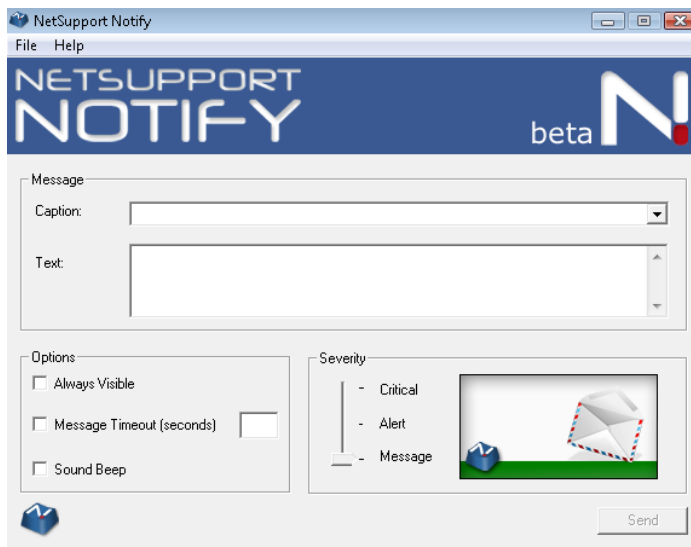 NetSupport Notify
File Help
NETSUPPORT
NOTIFY
beta
Message
Caption:
Text:
Options
Always Visible
Message Timeout (seconds)
Sound Beep
Severity
Critical
Alert
Message
Send